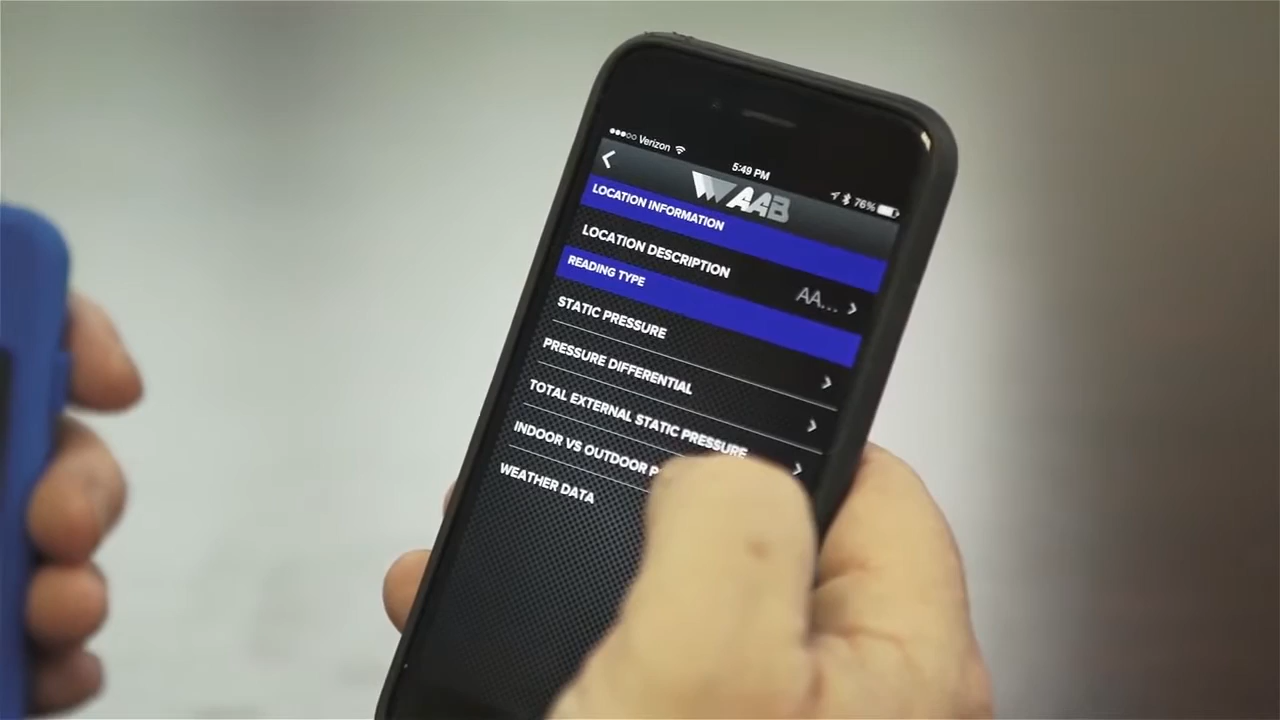 ●●●○○ Verizon
5:49 PM
76%
AAB
LOCATION INFORMATION
LOCATION DESCRIPTION
AA...
READING TYPE
STATIC PRESSURE
PRESSURE DIFFERENTIAL
TOTAL EXTERNAL STATIC PRESSURE
INDOOR VS OUTDOOR
WEATHER DATA